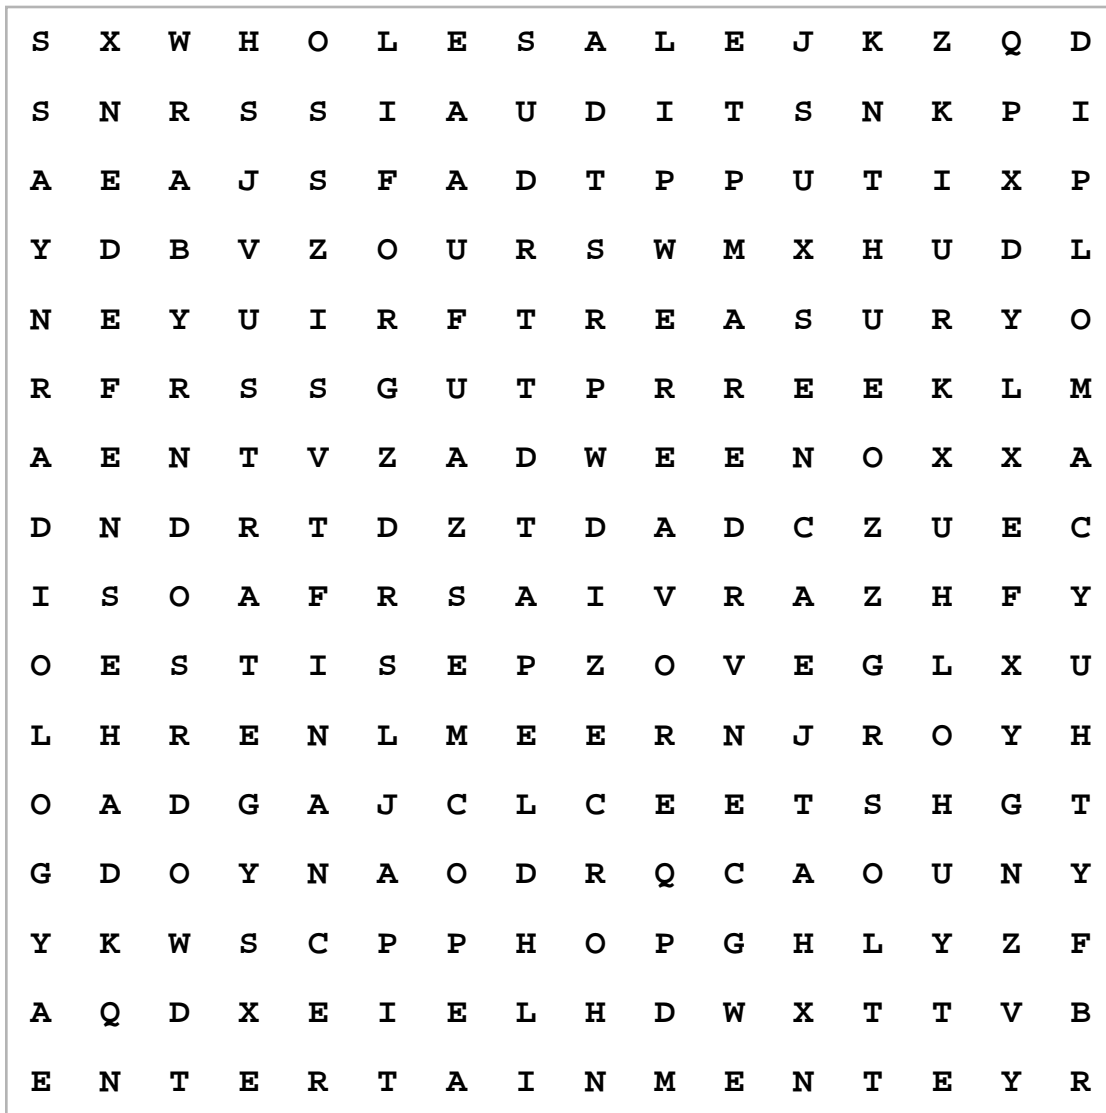 S X W H O L E S A L E J K Z Q D
S N R S S I A U D I T S N K P I
A E A J S F A D T P P U T I X P
Y D B V Z O U R S W M X H U D L
N E Y U I R F T R E A S U R Y O
R F R S S G U T P R R E E K L M
A E N T V Z A D W E E N O X X A
D N D R T D Z T D A D C Z U E C
I S O A F R S A I V R A Z H F Y
O E S T I S E P Z O V E G L X U
L H R E N L M E E R N J R O Y H
O A D G A J C L C E E T S H G T
G D O Y N A O D R Q C A O U N Y
Y K W S C P P H O P G H L Y Z F
A Q D X E I E L H D W X T T V B
E N T E R T A I N M E N T E Y R